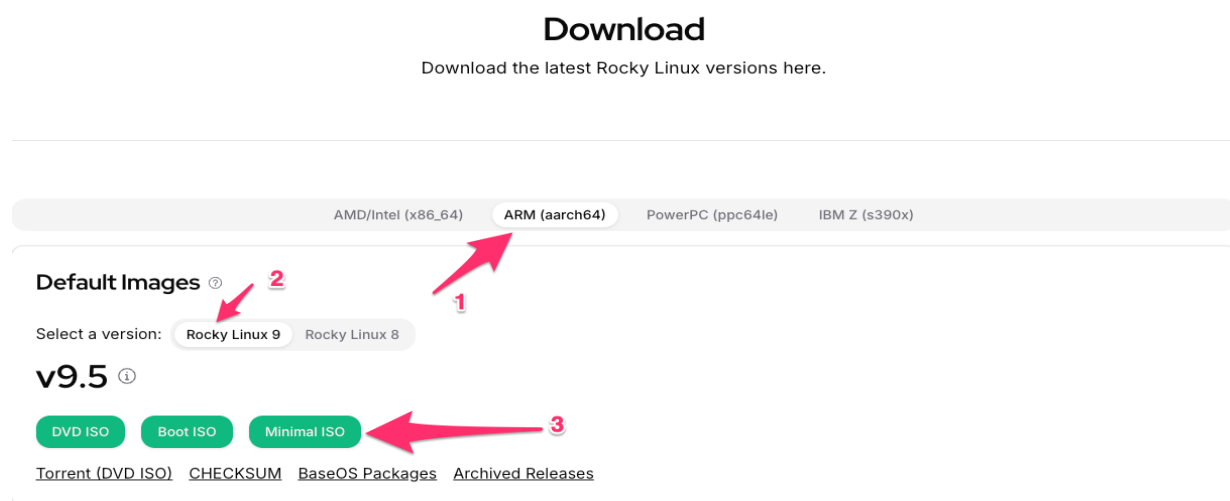 Download
Download the latest Rocky Linux versions here.
AMD/Intel (x86_64) ARM (aarch64) PowerPC (ppc64le) IBM Z (s390x)
1
Default Images ?
2
Select a version: Rocky Linux 9 Rocky Linux 8
v9.5 i
DVD ISO Boot ISO Minimal ISO
3
Torrent (DVD ISO) CHECKSUM BaseOS Packages Archived Releases